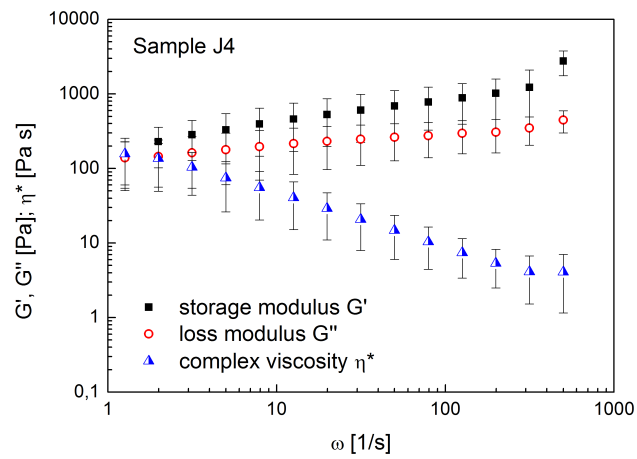 Sample J4
G', G'' [Pa]; η* [Pa s]
10000
1000
100
10
1
0,1
storage modulus G'
loss modulus G''
complex viscosity η*
1 10 100 1000
ω [1/s]